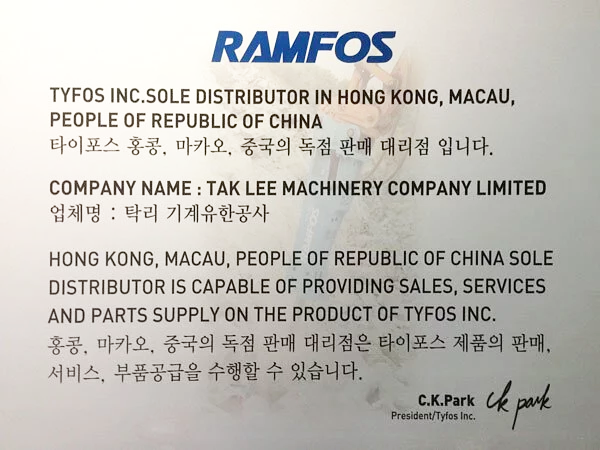 RAMFOS
TYFOS INC.SOLE DISTRIBUTOR IN HONG KONG, MACAU,
PEOPLE OF REPUBLIC OF CHINA
타이포스 홍콩, 마카오, 중국의 독점 판매 대리점 입니다.
COMPANY NAME : TAK LEE MACHINERY COMPANY LIMITED
업체명 : 탁리 기계유한공사
HONG KONG, MACAU, PEOPLE OF REPUBLIC OF CHINA SOLE
DISTRIBUTOR IS CAPABLE OF PROVIDING SALES, SERVICES
AND PARTS SUPPLY ON THE PRODUCT OF TYFOS INC.
홍콩, 마카오, 중국의 독점 판매 대리점은 타이포스 제품의 판매,
서비스, 부품공급을 수행할 수 있습니다.
C.K.Park ck park
President/Tyfos Inc.